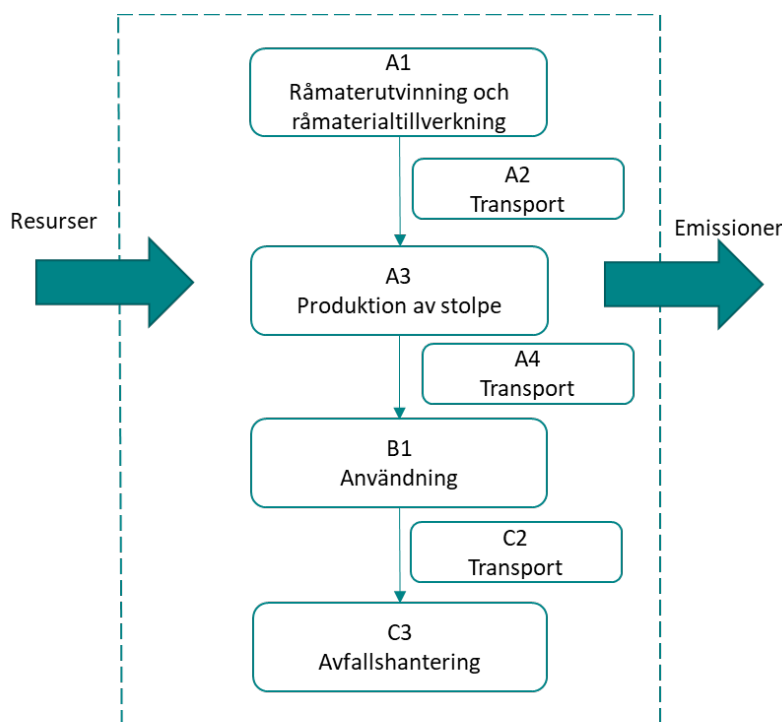 A1
Råmaterutvinning och
råmaterialtillverkning
A2
Transport
Resurser
Emissioner
A3
Produktion av stolpe
A4
Transport
B1
Användning
C2
Transport
C3
Avfallshantering